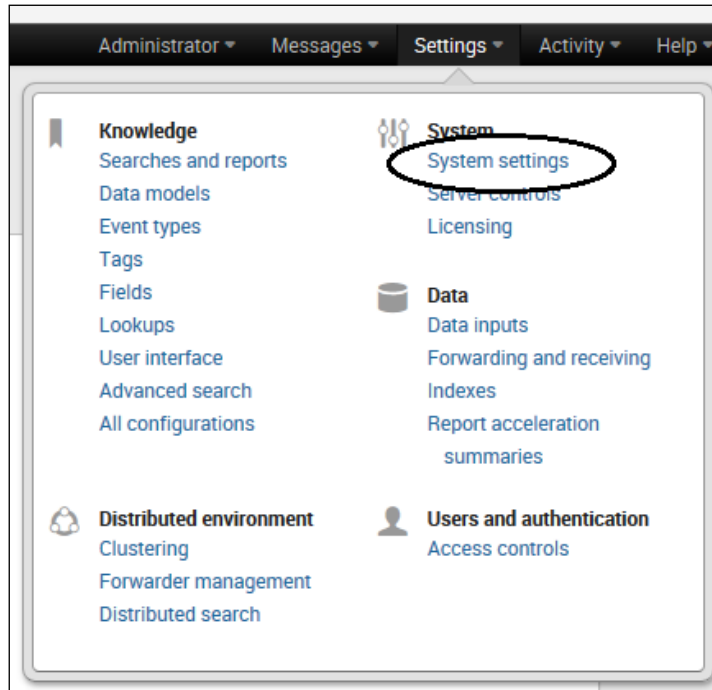 Administrator Messages Settings Activity Help
Knowledge
Searches and reports
Data models
Event types
Tags
Fields
Lookups
User interface
Advanced search
All configurations
System
System settings
Server controls
Licensing
Data
Data inputs
Forwarding and receiving
Indexes
Report acceleration
summaries
Distributed environment
Clustering
Forwarder management
Distributed search
Users and authentication
Access controls